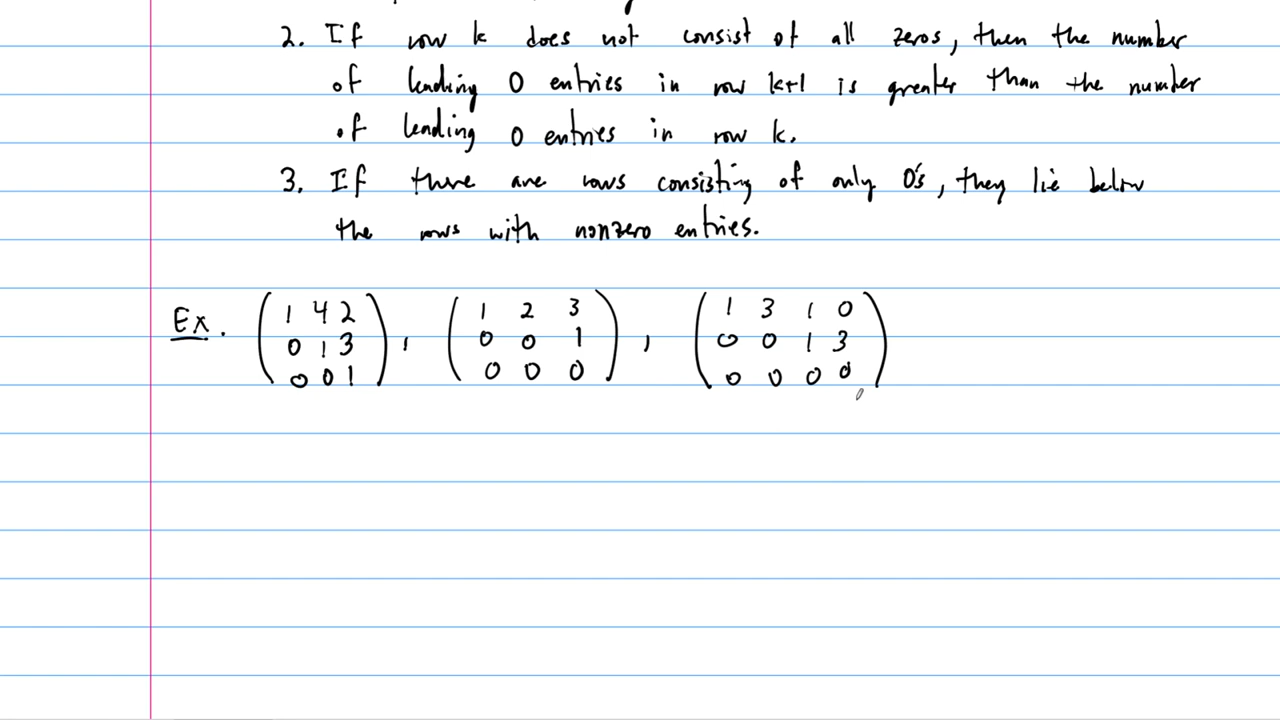 2. If row k does not consist of all zeros, then the number
of leading 0 entries in row k+1 is greater than the number
of leading 0 entries in row k.
3. If there are rows consisting of only 0's, they lie below
the rows with nonzero entries.
Ex. ( 1 4 2 ) , ( 1 2 3 ) , ( 1 3 1 0 )
0 1 3 0 0 1 0 0 1 3
0 0 1 0 0 0 0 0 0 0